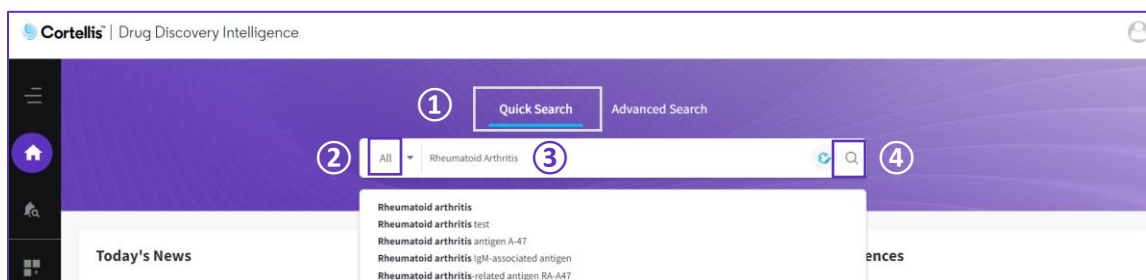 Cortellis™ | Drug Discovery Intelligence
① Quick Search Advanced Search
② All Rheumatoid Arthritis ③ ④
Rheumatoid arthritis
Rheumatoid arthritis test
Rheumatoid arthritis antigen A-47
Rheumatoid arthritis IgM-associated antigen
Rheumatoid arthritis-related antigen RA-A47
Today's News ences